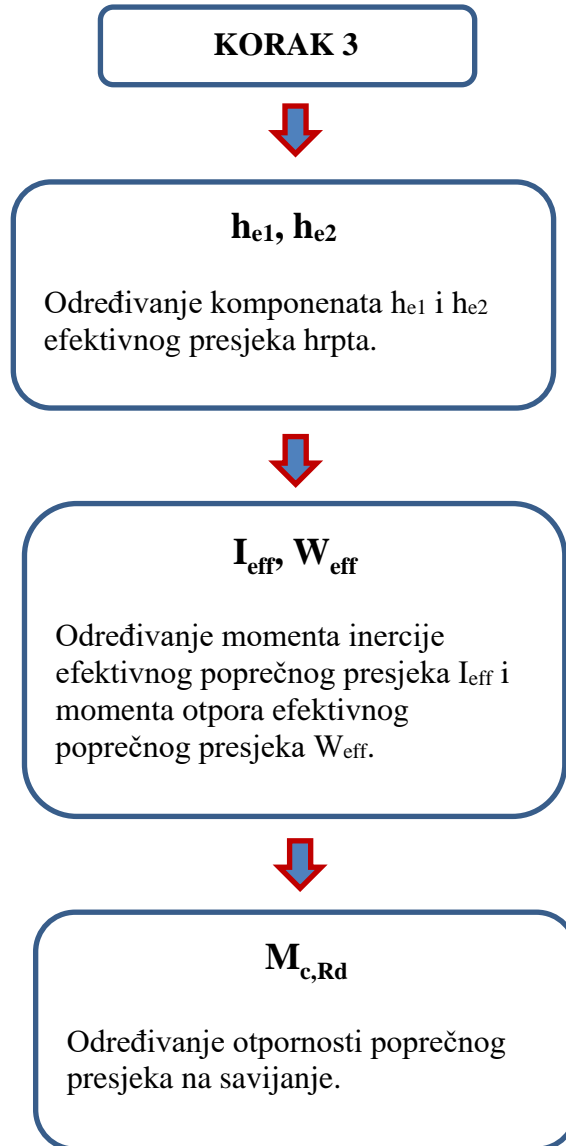 KORAK 3
he1, he2
Određivanje komponenata he1 i he2
efektivnog presjeka hrpta.
Ieff, Weff
Određivanje momenta inercije
efektivnog poprečnog presjeka Ieff i
momenta otpora efektivnog
poprečnog presjeka Weff.
Mc,Rd
Određivanje otpornosti poprečnog
presjeka na savijanje.